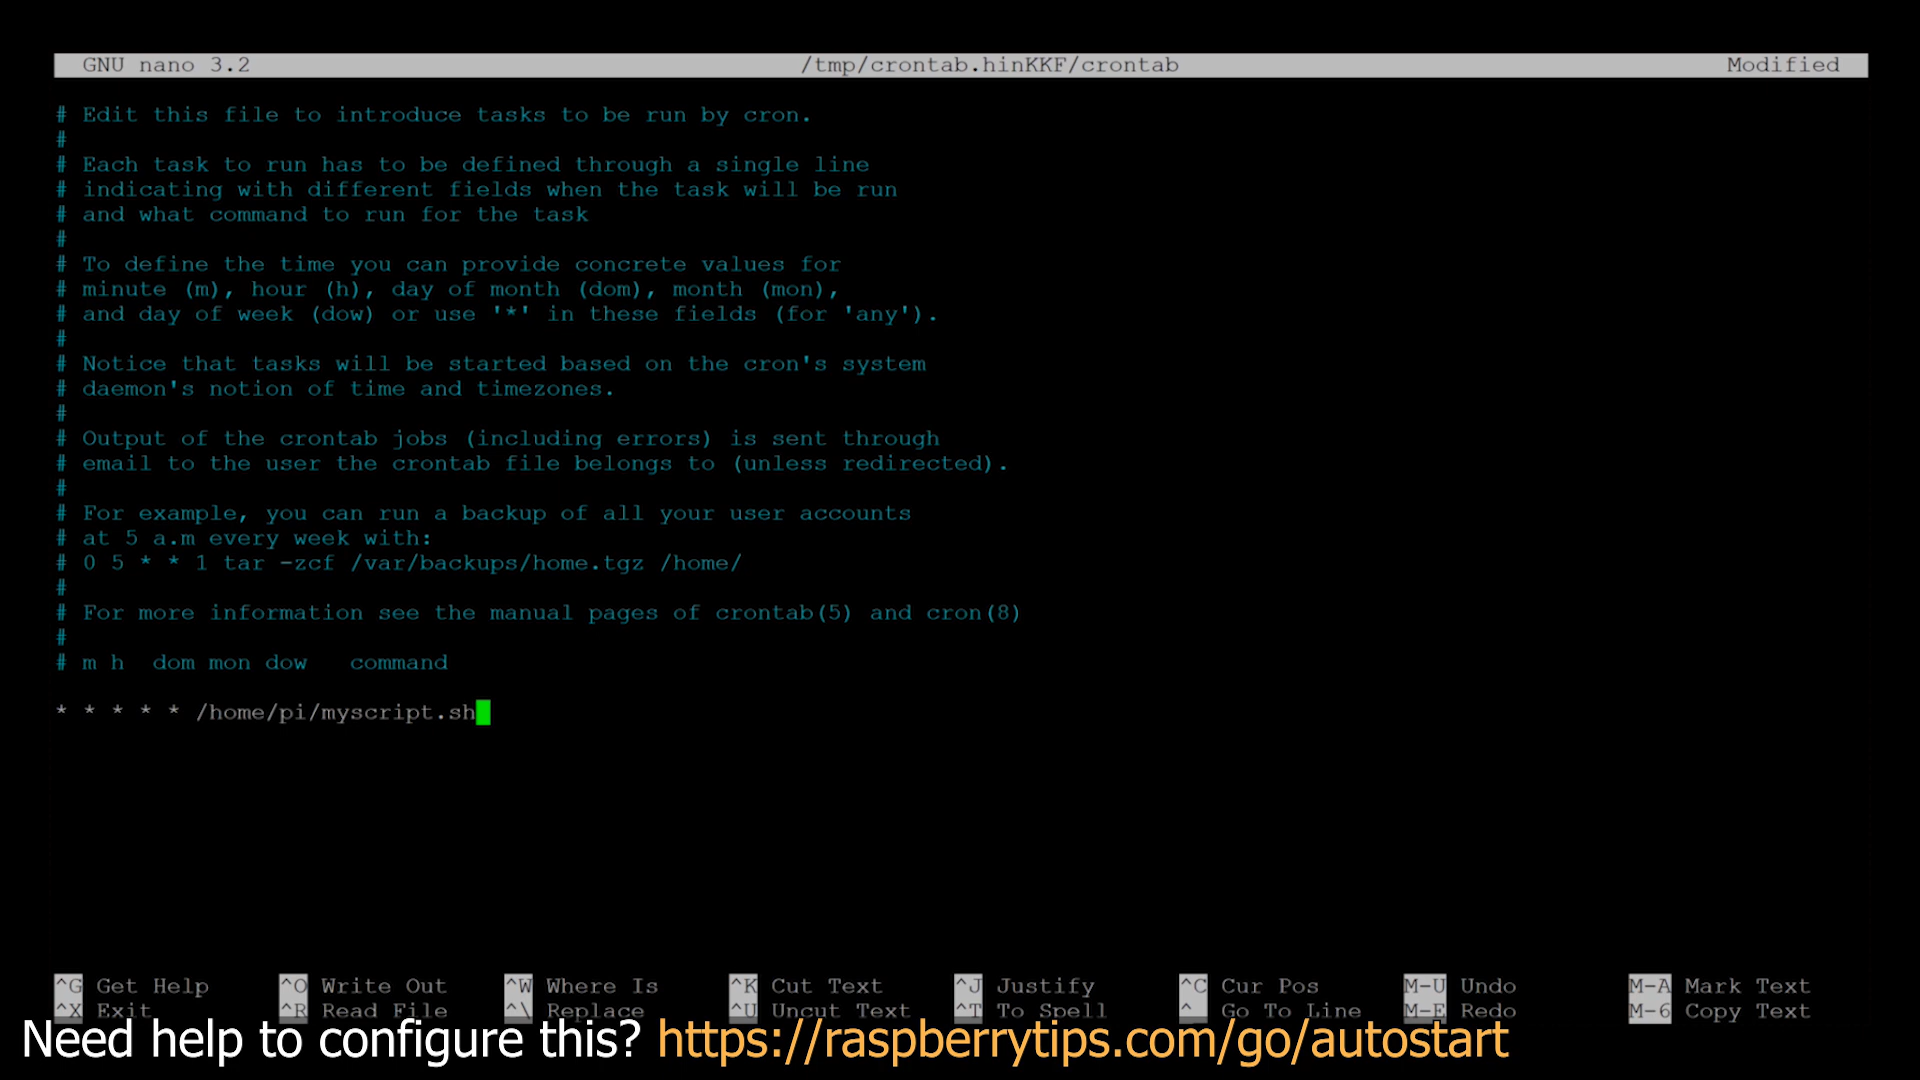 GNU nano 3.2 /tmp/crontab.hinKKF/crontab Modified
# Edit this file to introduce tasks to be run by cron.
#
# Each task to run has to be defined through a single line
# indicating with different fields when the task will be run
# and what command to run for the task
#
# To define the time you can provide concrete values for
# minute (m), hour (h), day of month (dom), month (mon),
# and day of week (dow) or use '*' in these fields (for 'any').
#
# Notice that tasks will be started based on the cron's system
# daemon's notion of time and timezones.
#
# Output of the crontab jobs (including errors) is sent through
# email to the user the crontab file belongs to (unless redirected).
#
# For example, you can run a backup of all your user accounts
# at 5 a.m every week with:
# 0 5 * * 1 tar -zcf /var/backups/home.tgz /home/
#
# For more information see the manual pages of crontab(5) and cron(8)
#
# m h  dom mon dow   command
* * * * * /home/pi/myscript.sh
^G Get Help ^O Write Out ^W Where Is ^K Cut Text ^J Justify ^C Cur Pos M-U Undo M-A Mark Text
^X Exit ^R Read File ^\ Replace ^U Uncut Text ^T To Spell ^_ Go To Line M-E Redo M-6 Copy Text
Need help to configure this? https://raspberrytips.com/go/autostart